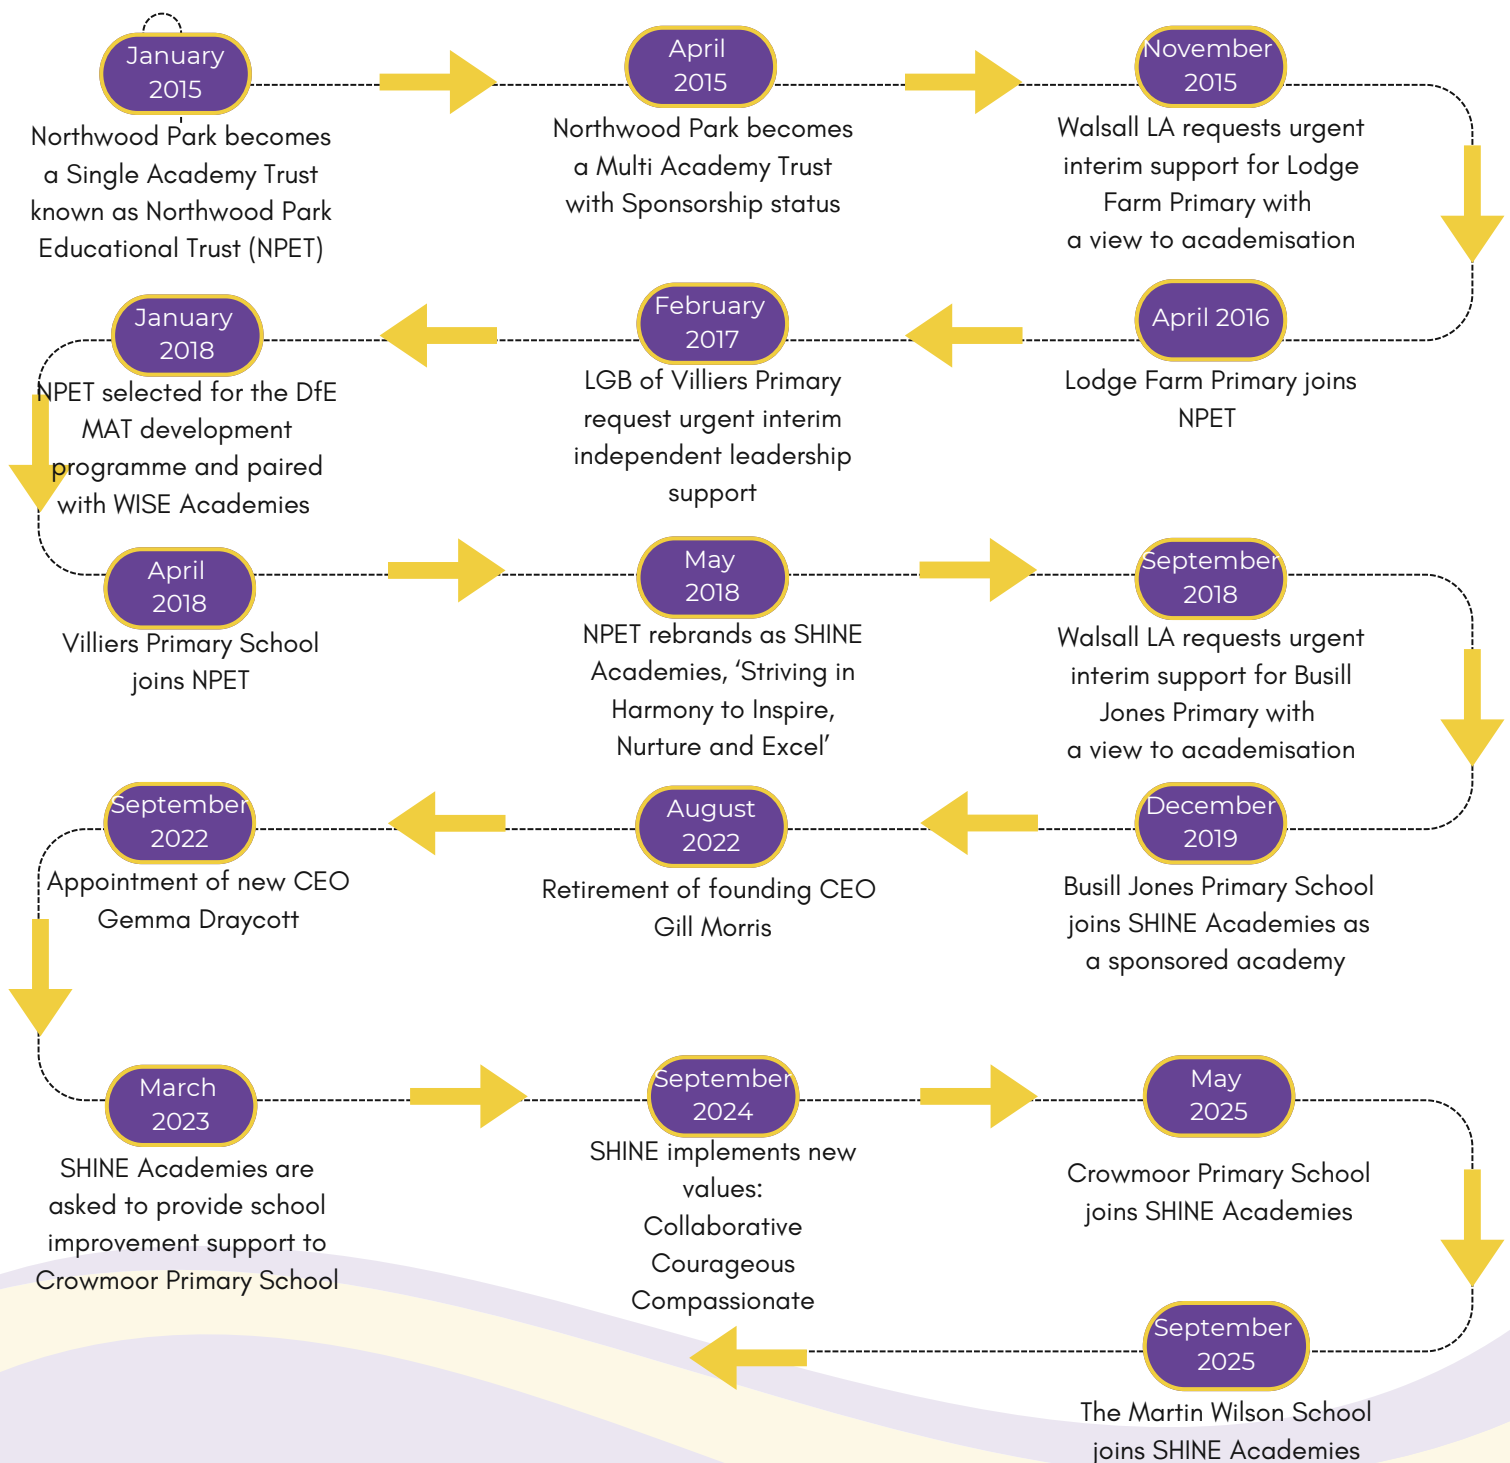 January
2015
Northwood Park becomes
a Single Academy Trust
known as Northwood Park
Educational Trust (NPET)
April
2015
Northwood Park becomes
a Multi Academy Trust
with Sponsorship status
November
2015
Walsall LA requests urgent
interim support for Lodge
Farm Primary with
a view to academisation
April 2016
Lodge Farm Primary joins
NPET
February
2017
LGB of Villiers Primary
request urgent interim
independent leadership
support
January
2018
NPET selected for the DfE
MAT development
programme and paired
with WISE Academies
April
2018
Villiers Primary School
joins NPET
May
2018
NPET rebrands as SHINE
Academies, ‘Striving in
Harmony to Inspire,
Nurture and Excel’
September
2018
Walsall LA requests urgent
interim support for Busill
Jones Primary with
a view to academisation
December
2019
Busill Jones Primary School
joins SHINE Academies as
a sponsored academy
August
2022
Retirement of founding CEO
Gill Morris
September
2022
Appointment of new CEO
Gemma Draycott
March
2023
SHINE Academies are
asked to provide school
improvement support to
Crowmoor Primary School
September
2024
SHINE implements new
values:
Collaborative
Courageous
Compassionate
May
2025
Crowmoor Primary School
joins SHINE Academies
September
2025
The Martin Wilson School
joins SHINE Academies